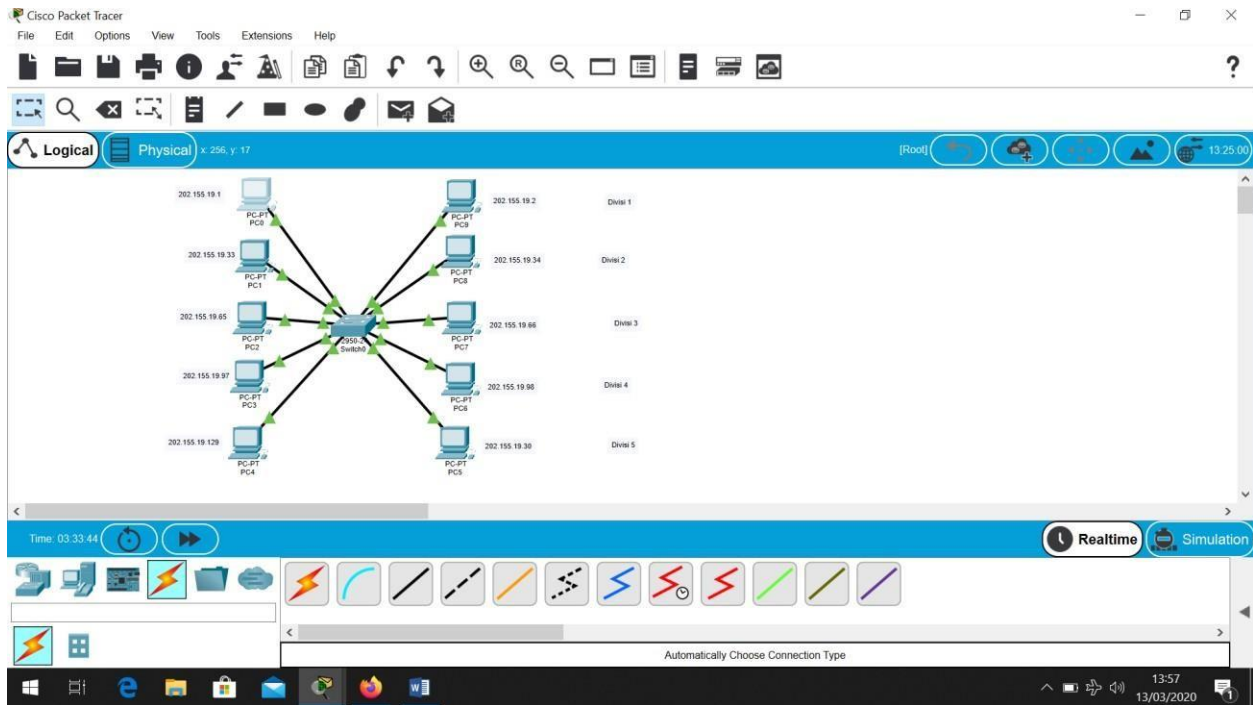 Cisco Packet Tracer
File Edit Options View Tools Extensions Help
Logical Physical x: 256, y: 17 [Root] 13:25:00
202.155.19.1 PC-PT PC0 PC-PT PC9 202.155.19.2 Divisi 1
202.155.19.33 PC-PT PC1 PC-PT PC8 202.155.19.34 Divisi 2
202.155.19.65 PC-PT PC2 PC-PT PC7 202.155.19.66 Divisi 3
2950-2 Switch0
202.155.19.97 PC-PT PC3 PC-PT PC6 202.155.19.98 Divisi 4
202.155.19.129 PC-PT PC4 PC-PT PC5 202.155.19.30 Divisi 5
Time: 03:33:44 Realtime Simulation
Automatically Choose Connection Type
13:57
13/03/2020